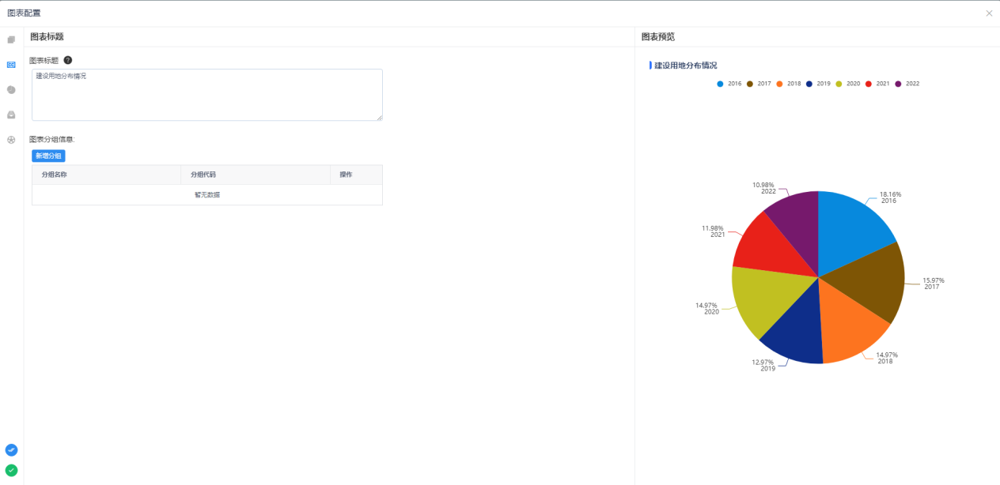 图表配置
图表标题
图表标题 ?
建设用地分布情况
图表分组信息:
新增分组
分组名称 分组代码 操作
暂无数据
图表预览
建设用地分布情况
2016 2017 2018 2019 2020 2021 2022
10.98%
2022
18.16%
2016
11.98%
2021
15.97%
2017
14.97%
2020
14.97%
2018
12.97%
2019